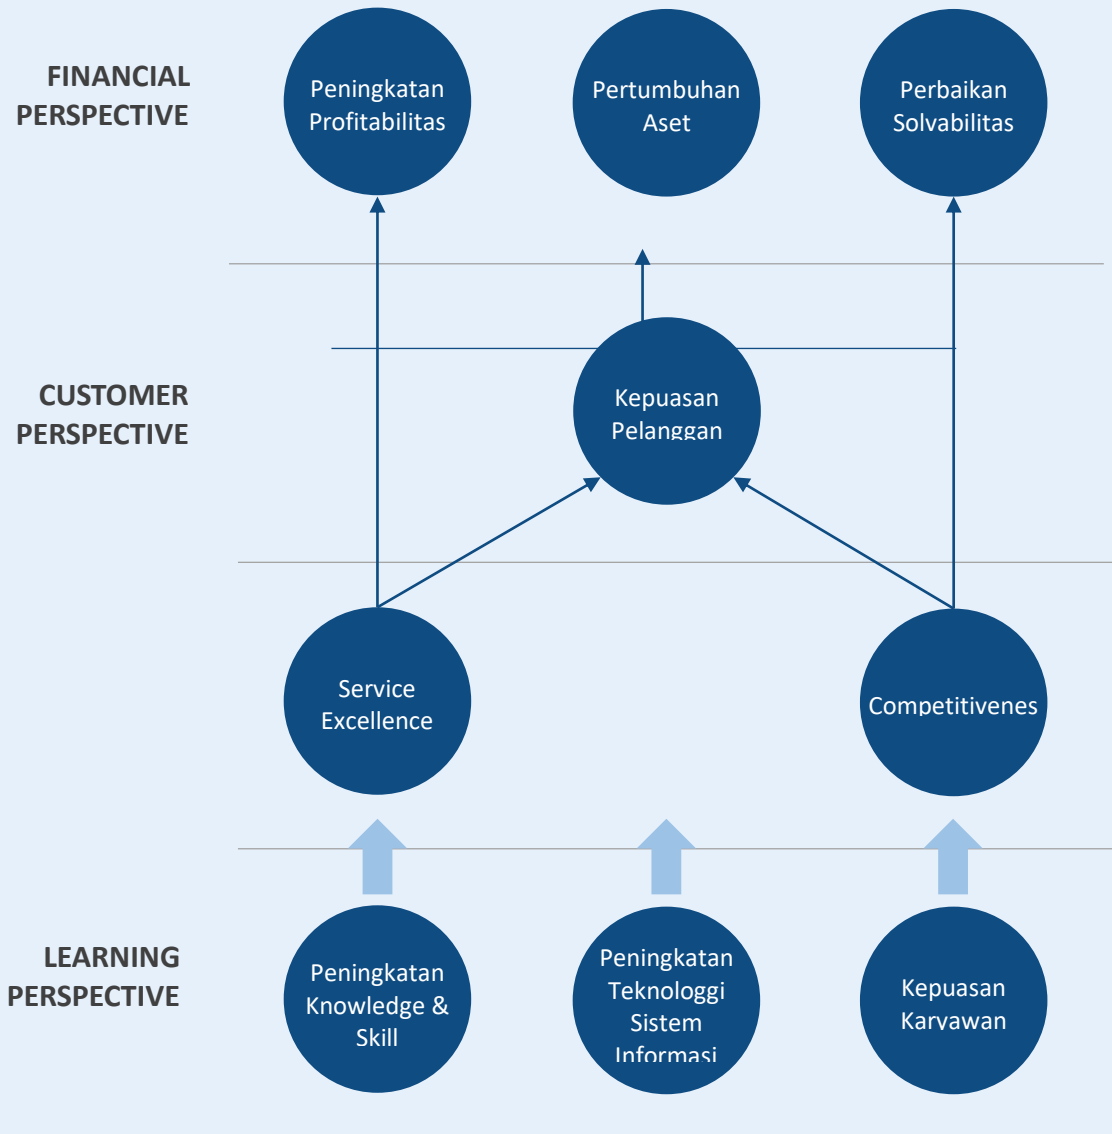 FINANCIAL
PERSPECTIVE
Peningkatan
Profitabilitas
Pertumbuhan
Aset
Perbaikan
Solvabilitas
CUSTOMER
PERSPECTIVE
Kepuasan
Pelanggan
Service
Excellence
Competitivenes
LEARNING
PERSPECTIVE
Peningkatan
Knowledge &
Skill
Peningkatan
Teknologgi
Sistem
Informasi
Kepuasan
Karyawan